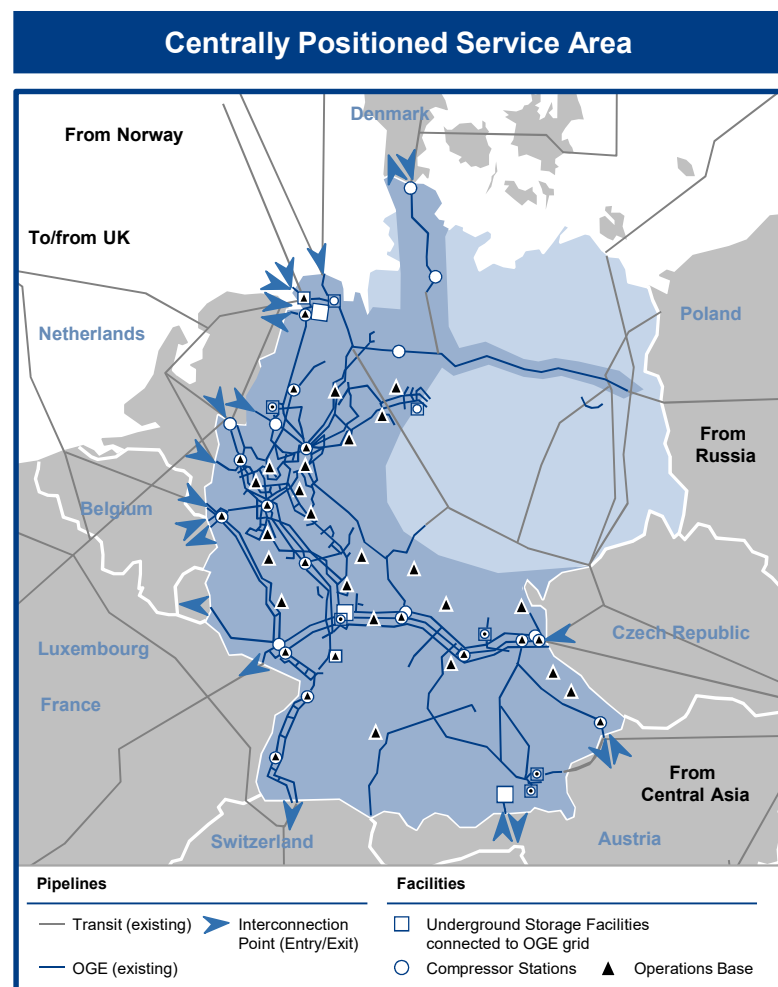 Centrally Positioned Service Area
Denmark
From Norway
To/from UK
Netherlands
Poland
From
Russia
Belgium
Luxembourg
Czech Republic
France
From
Central Asia
Switzerland
Austria
Pipelines
Facilities
Transit (existing)
Interconnection
Point (Entry/Exit)
Underground Storage Facilities
connected to OGE grid
OGE (existing)
Compressor Stations
Operations Base